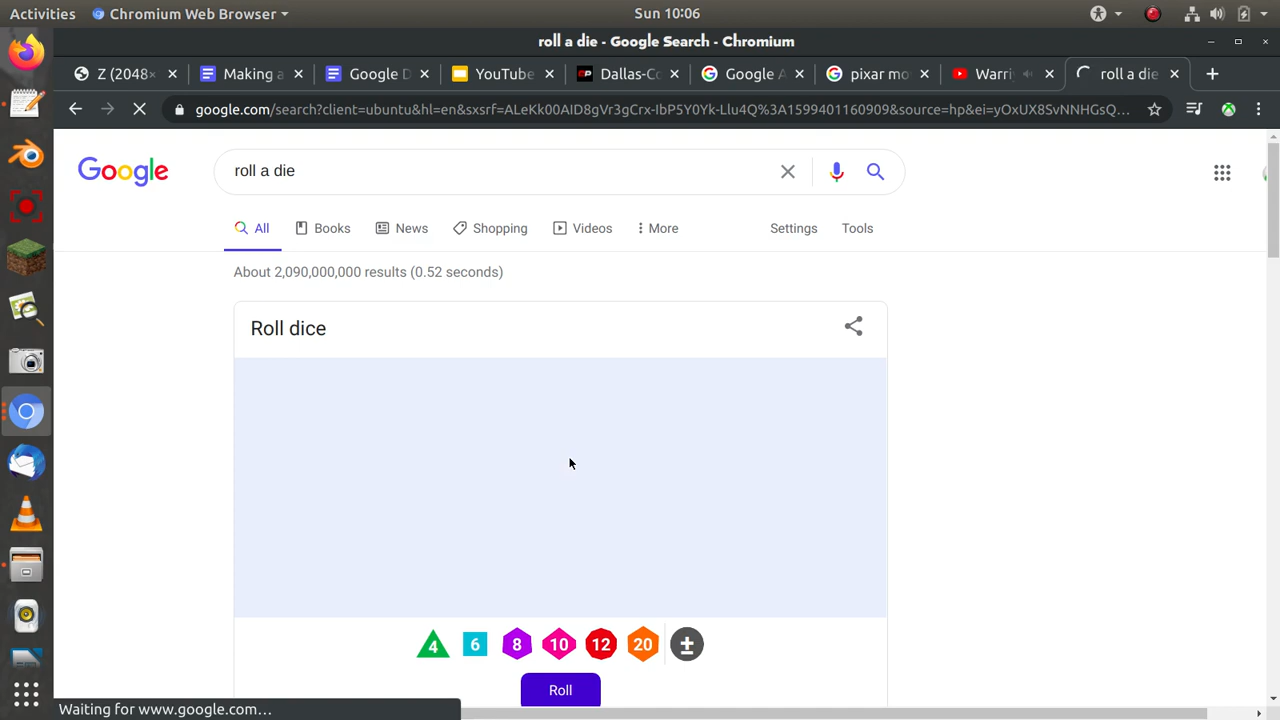 Activities Chromium Web Browser Sun 10:06
roll a die - Google Search - Chromium
Z (2048× Making a Google D YouTube Dallas-Co Google A pixar mo Warri roll a die
google.com/search?client=ubuntu&hl=en&sxsrf=ALeKk00AID8gVr3gCrx-IbP5Y0Yk1Llu4Q%3A1599401160909&source=hp&ei=yOxUX8SvNNHGsQ...
Google roll a die
All Books News Shopping Videos More Settings Tools
About 2,090,000,000 results (0.52 seconds)
Roll dice
4 6 8 10 12 20 ±
Roll
Waiting for www.google.com...